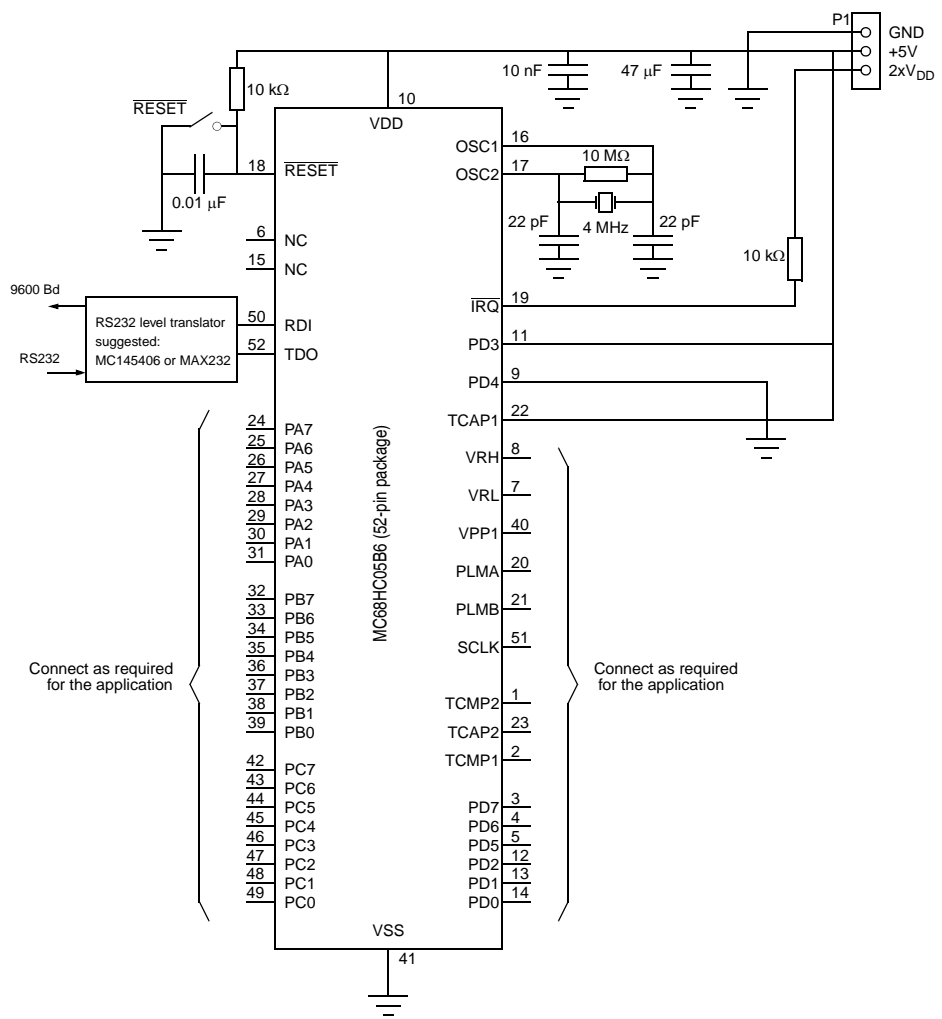 P1
GND
+5V
2xVDD
10 nF
47 µF
10 kΩ
RESET
0.01 µF
10
VDD
18 RESET
6 NC
15 NC
9600 Bd
RS232
RS232 level translator
suggested:
MC145406 or MAX232
50 RDI
52 TDO
24 PA7
25 PA6
26 PA5
27 PA4
28 PA3
29 PA2
30 PA1
31 PA0
32 PB7
33 PB6
34 PB5
35 PB4
36 PB3
37 PB2
38 PB1
39 PB0
42 PC7
43 PC6
44 PC5
45 PC4
46 PC3
47 PC2
48 PC1
49 PC0
Connect as required
for the application
MC68HC05B6 (52-pin package)
OSC1 16
OSC2 17
10 MΩ
22 pF
4 MHz
22 pF
10 kΩ
IRQ 19
PD3 11
PD4 9
TCAP1 22
VRH 8
VRL 7
VPP1 40
PLMA 20
PLMB 21
SCLK 51
TCMP2 1
TCAP2 23
TCMP1 2
PD7 3
PD6 4
PD5 5
PD2 12
PD1 13
PD0 14
Connect as required
for the application
VSS
41